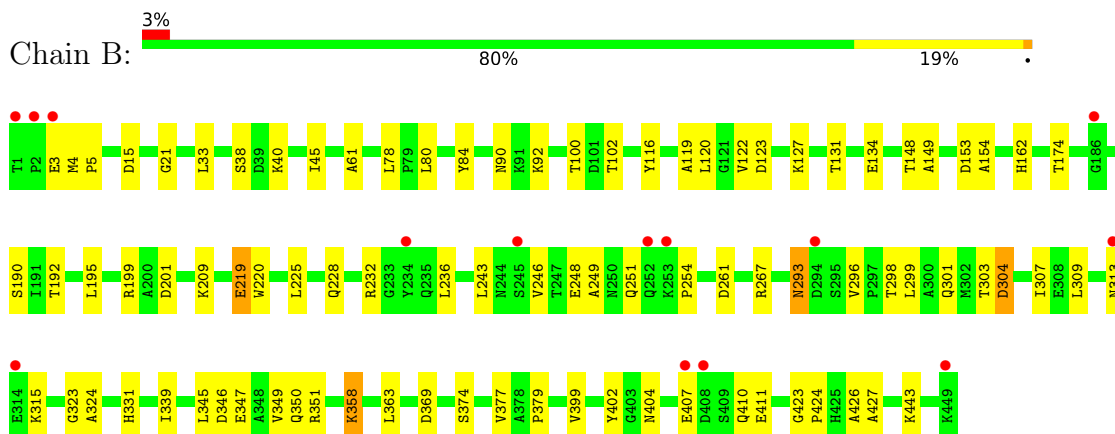 3%
Chain B:
80% 19% •
T1 P2 E3 M4 P5 D15 G21 L33 S38 D39 K40 I45 A61 L78 P79 L80 Y84 N90 K91 K92 T100 D101 T102 Y116 A119 L120 G121 V122 D123 K127 T131 E134 T148 A149 D153 A154 H162 T174 G186
S190 I191 T192 L195 R199 A200 D201 K209 E219 W220 L225 Q228 R232 G233 Y234 Q235 L236 L243 N244 S245 V246 T247 E248 A249 N250 Q251 Q252 K253 P254 D261 R267 N293 D294 S295 V296 P297 T298 L299 A300 Q301 M302 T303 D304 I307 E308 L309 N313
E314 K315 G323 A324 H331 I339 L345 D346 E347 A348 V349 Q350 R351 K358 L363 D369 S374 V377 A378 P379 V399 Y402 G403 N404 E407 D408 S409 Q410 E411 G423 P424 H425 A426 A427 K443 K449